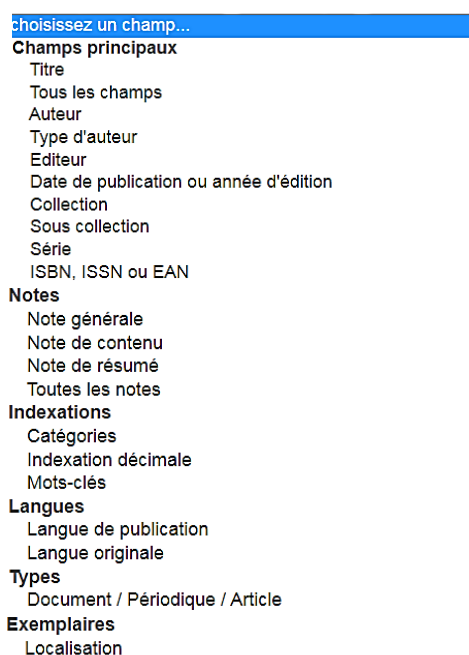 choisissez un champ...
Champs principaux
Titre
Tous les champs
Auteur
Type d'auteur
Editeur
Date de publication ou année d'édition
Collection
Sous collection
Série
ISBN, ISSN ou EAN
Notes
Note générale
Note de contenu
Note de résumé
Toutes les notes
Indexations
Catégories
Indexation décimale
Mots-clés
Langues
Langue de publication
Langue originale
Types
Document / Périodique / Article
Exemplaires
Localisation